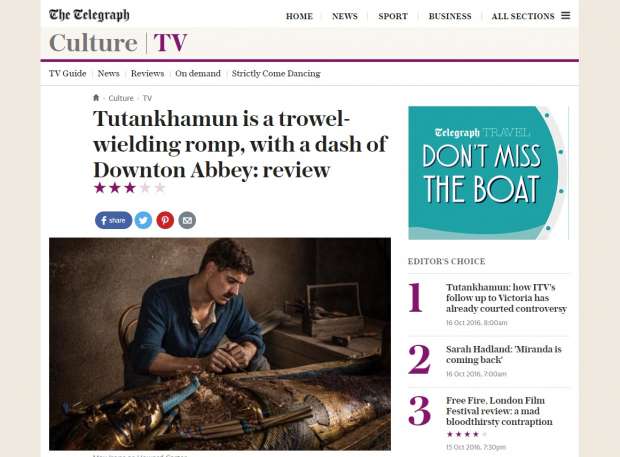 The Telegraph
HOME NEWS SPORT BUSINESS ALL SECTIONS
Culture TV
TV Guide News Reviews On demand Strictly Come Dancing
Culture TV
Tutankhamun is a trowel-
wielding romp, with a dash of
Downton Abbey: review
share
Telegraph TRAVEL
DON'T MISS
THE BOAT
EDITOR'S CHOICE
1
Tutankhamun: how ITV's
follow up to Victoria has
already courted controversy
16 Oct 2016, 8:00am
2
Sarah Hadland: 'Miranda is
coming back'
16 Oct 2016, 7:00am
3
Free Fire, London Film
Festival review: a mad
bloodthirsty contraption
15 Oct 2016, 7:30pm